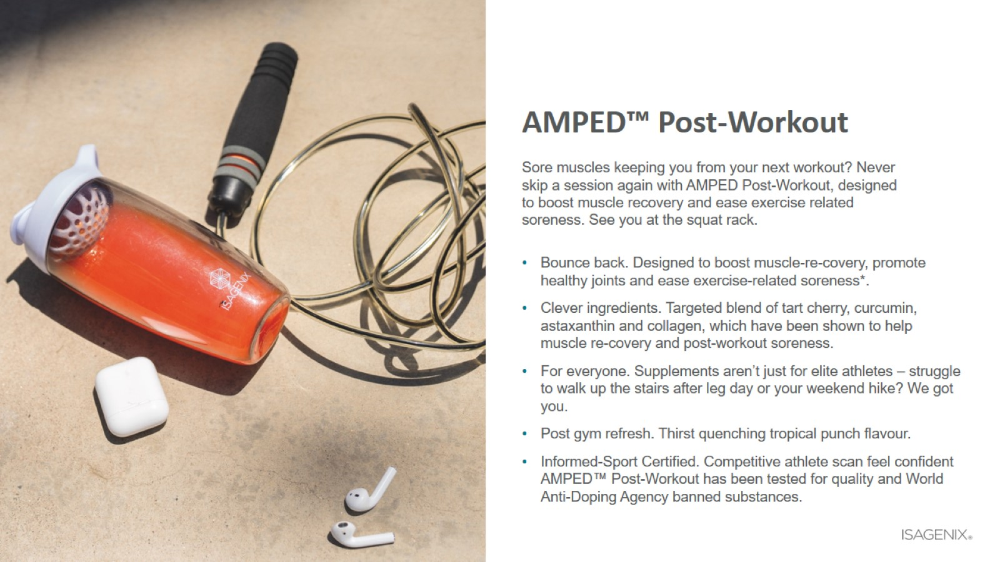 AMPED™ Post-Workout
Sore muscles keeping you from your next workout? Never
skip a session again with AMPED Post-Workout, designed
to boost muscle recovery and ease exercise related
soreness. See you at the squat rack.
• Bounce back. Designed to boost muscle-re-covery, promote
healthy joints and ease exercise-related soreness*.
• Clever ingredients. Targeted blend of tart cherry, curcumin,
astaxanthin and collagen, which have been shown to help
muscle re-covery and post-workout soreness.
• For everyone. Supplements aren’t just for elite athletes – struggle
to walk up the stairs after leg day or your weekend hike? We got
you.
• Post gym refresh. Thirst quenching tropical punch flavour.
• Informed-Sport Certified. Competitive athlete scan feel confident
AMPED™ Post-Workout has been tested for quality and World
Anti-Doping Agency banned substances.
ISAGENIX®
ISAGENIX